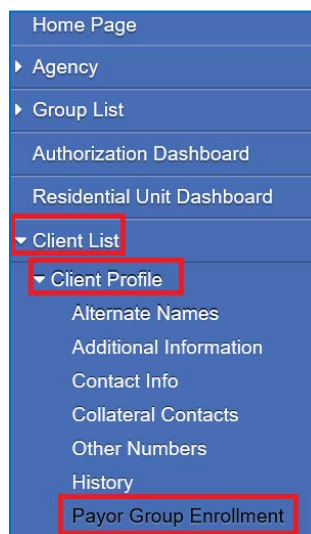 Home Page
Agency
Group List
Authorization Dashboard
Residential Unit Dashboard
Client List
Client Profile
Alternate Names
Additional Information
Contact Info
Collateral Contacts
Other Numbers
History
Payor Group Enrollment